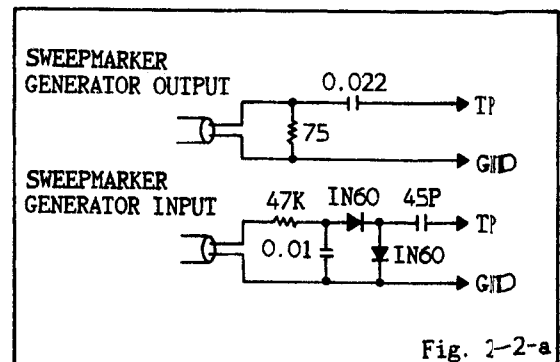 SWEEPMARKER
GENERATOR OUTPUT
0.022
TP
75
GND
SWEEPMARKER
GENERATOR INPUT
47K
IN60
45P
TP
0.01
IN60
GND
Fig. 2-2-a